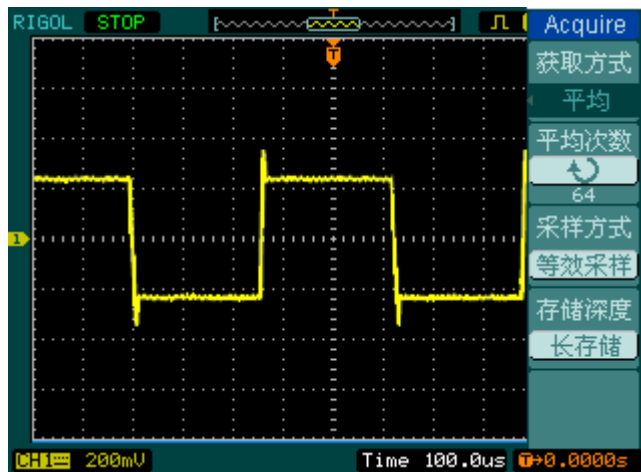 RIGOL STOP
T
T
1
Acquire
获取方式
平均
平均次数
64
采样方式
等效采样
存储深度
长存储
CH1 200mV Time 100.0us T→0.0000s